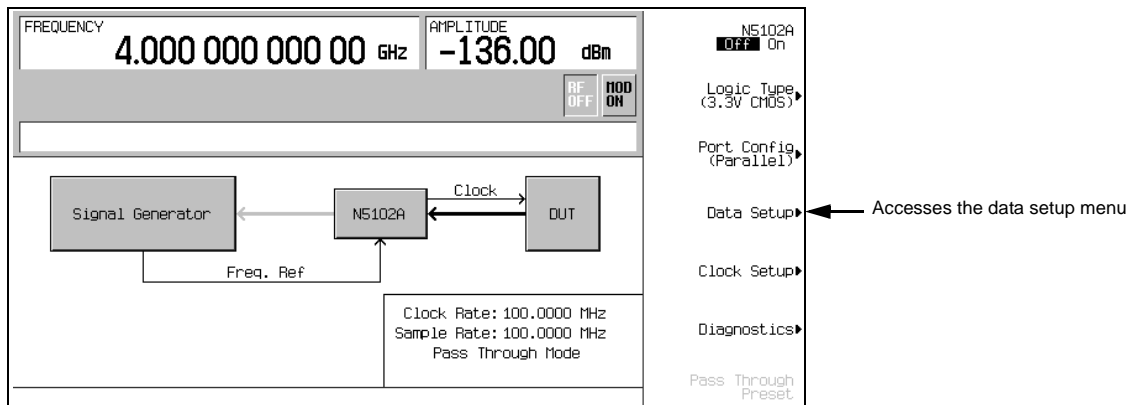 FREQUENCY
4.000 000 000 00 GHz
AMPLITUDE
-136.00 dBm
RF OFF
MOD ON
N5102A
Off On
Logic Type
(3.3V CMOS)
Port Config
(Parallel)
Data Setup
Accesses the data setup menu
Clock Setup
Diagnostics
Pass Through
Preset
Signal Generator
N5102A
Clock
DUT
Freq. Ref
Clock Rate: 100.0000 MHz
Sample Rate: 100.0000 MHz
Pass Through Mode